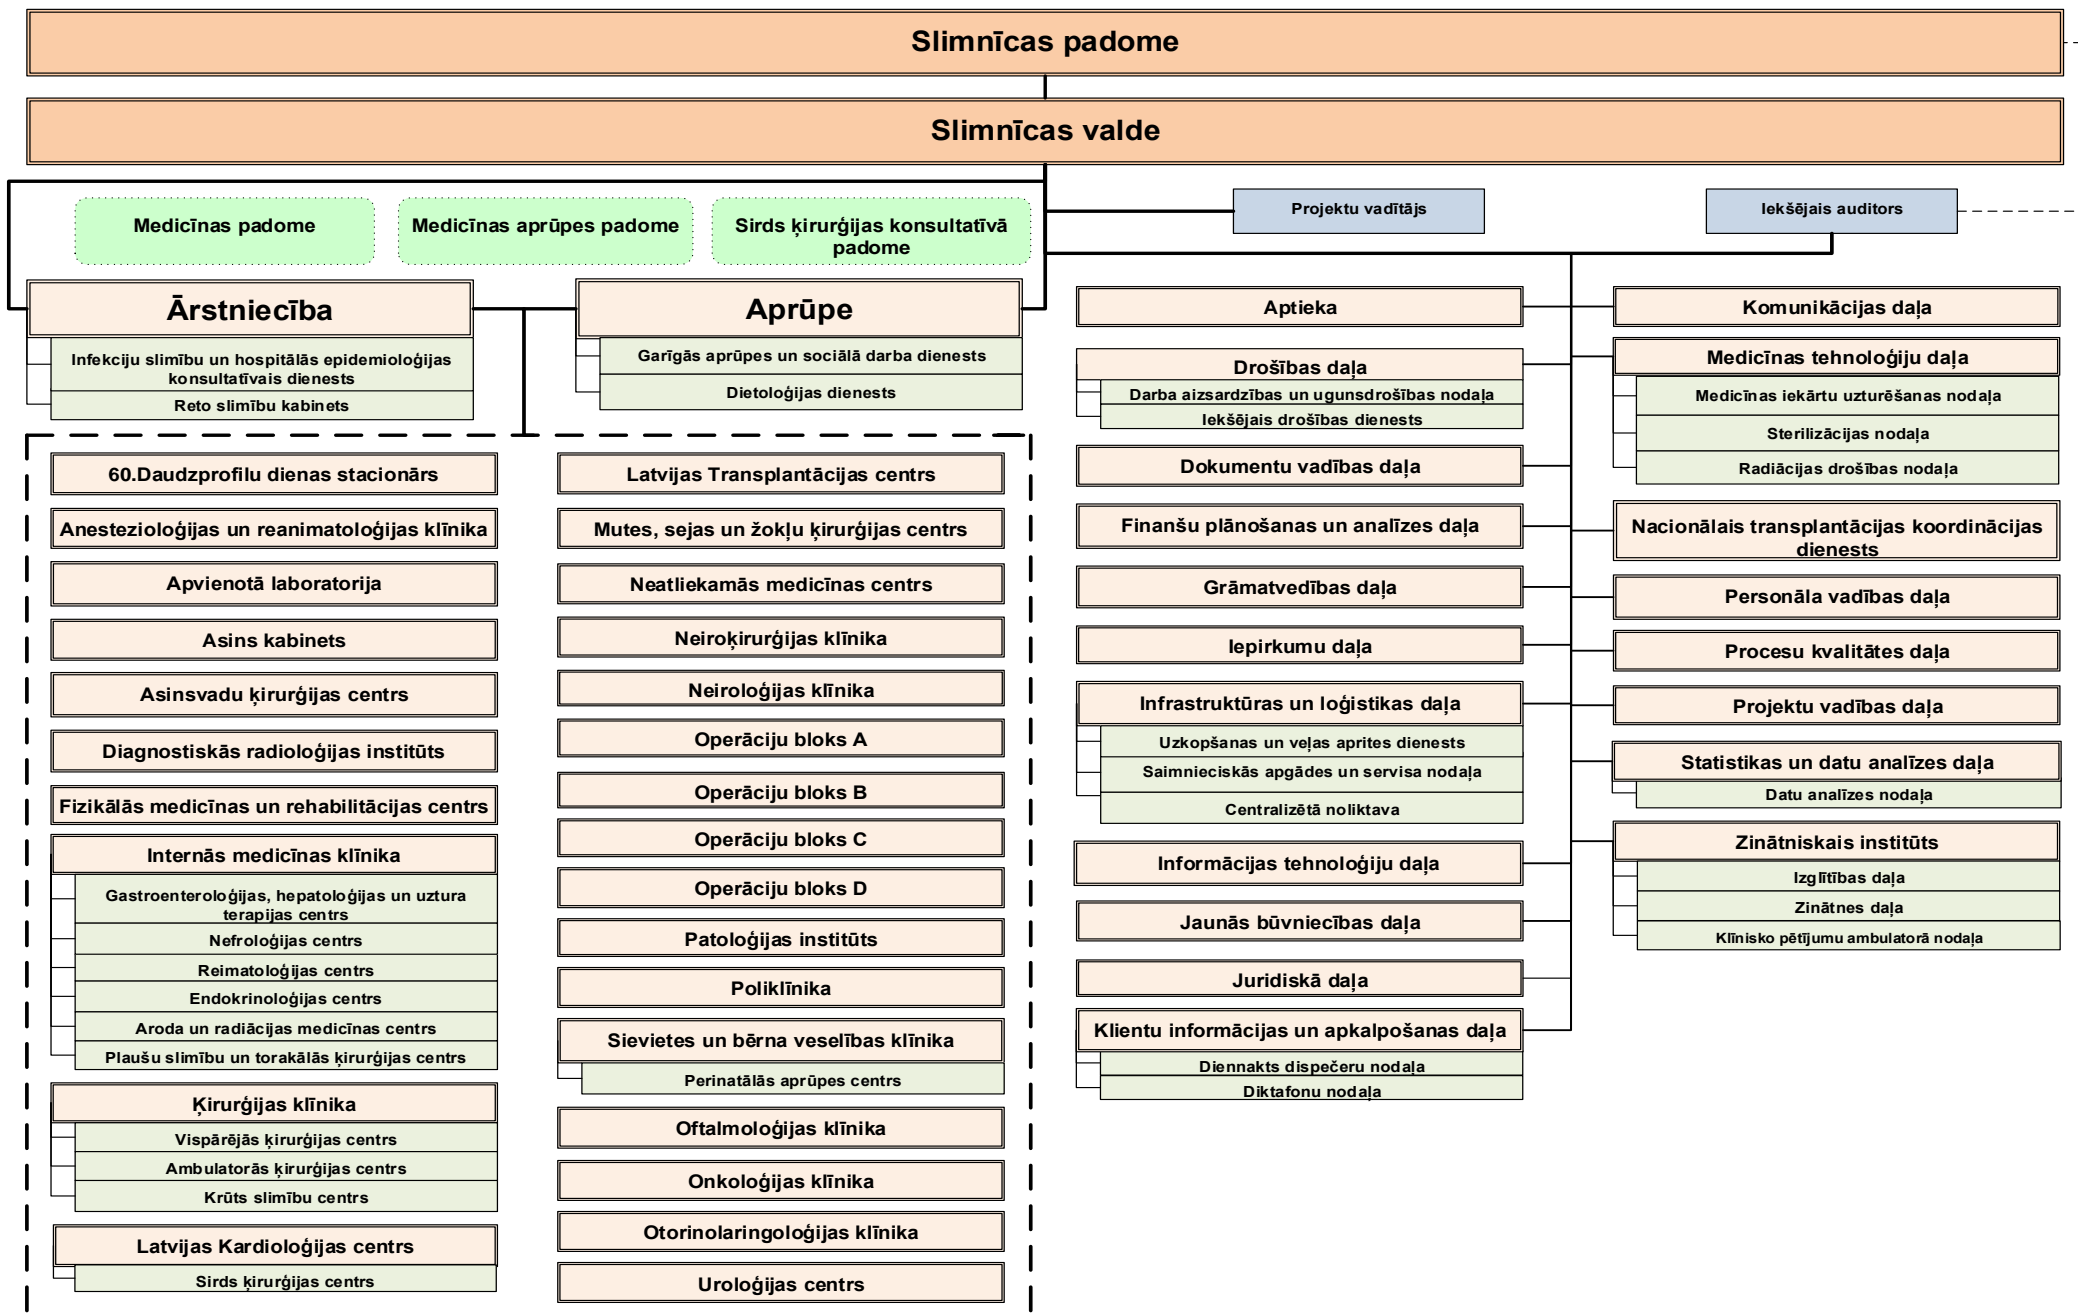 Slimnīcas padome
Slimnīcas valde
Medicīnas padome
Medicīnas aprūpes padome
Sirds ķirurģijas konsultatīvā
padome
Projektu vadītājs
Iekšējais auditors
Ārstniecība
Infekciju slimību un hospitālās epidemioloģijas
konsultatīvais dienests
Reto slimību kabinets
Aprūpe
Garīgās aprūpes un sociālā darba dienests
Dietoloģijas dienests
60.Daudzprofilu dienas stacionārs
Anestezioloģijas un reanimatoloģijas klīnika
Apvienotā laboratorija
Asins kabinets
Asinsvadu ķirurģijas centrs
Diagnostiskās radioloģijas institūts
Fizikālās medicīnas un rehabilitācijas centrs
Internās medicīnas klīnika
Gastroenteroloģijas, hepatoloģijas un uztura
terapijas centrs
Nefroloģijas centrs
Reimatoloģijas centrs
Endokrinoloģijas centrs
Aroda un radiācijas medicīnas centrs
Plaušu slimību un torakālās ķirurģijas centrs
Ķirurģijas klīnika
Vispārējās ķirurģijas centrs
Ambulatorās ķirurģijas centrs
Krūts slimību centrs
Latvijas Kardioloģijas centrs
Sirds ķirurģijas centrs
Latvijas Transplantācijas centrs
Mutes, sejas un žokļu ķirurģijas centrs
Neatliekamās medicīnas centrs
Neiroķirurģijas klīnika
Neiroloģijas klīnika
Operāciju bloks A
Operāciju bloks B
Operāciju bloks C
Operāciju bloks D
Patoloģijas institūts
Poliklīnika
Sievietes un bērna veselības klīnika
Perinatālās aprūpes centrs
Oftalmoloģijas klīnika
Onkoloģijas klīnika
Otorinolaringoloģijas klīnika
Uroloģijas centrs
Aptieka
Drošības daļa
Darba aizsardzības un ugunsdrošības nodaļa
Iekšējais drošības dienests
Dokumentu vadības daļa
Finanšu plānošanas un analīzes daļa
Grāmatvedības daļa
Iepirkumu daļa
Infrastruktūras un loģistikas daļa
Uzkopšanas un veļas aprites dienests
Saimnieciskās apgādes un servisa nodaļa
Centralizētā noliktava
Informācijas tehnoloģiju daļa
Jaunās būvniecības daļa
Juridiskā daļa
Klientu informācijas un apkalpošanas daļa
Diennakts dispečeru nodaļa
Diktafonu nodaļa
Komunikācijas daļa
Medicīnas tehnoloģiju daļa
Medicīnas iekārtu uzturēšanas nodaļa
Sterilizācijas nodaļa
Radiācijas drošības nodaļa
Nacionālais transplantācijas koordinācijas
dienests
Personāla vadības daļa
Procesu kvalitātes daļa
Projektu vadības daļa
Statistikas un datu analīzes daļa
Datu analīzes nodaļa
Zinātniskais institūts
Izglītības daļa
Zinātnes daļa
Klīnisko pētījumu ambulatorā nodaļa